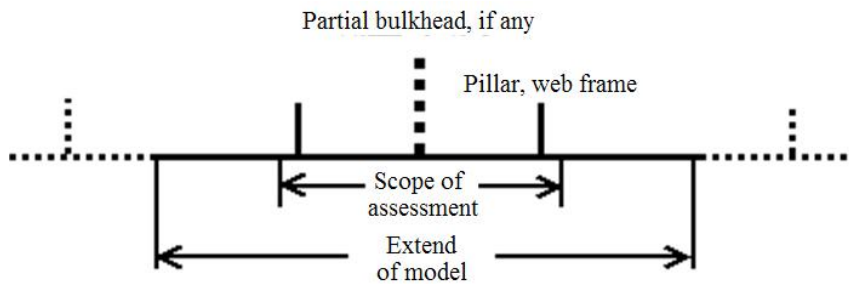 Partial bulkhead, if any
Pillar, web frame
Scope of
assessment
Extend
of model